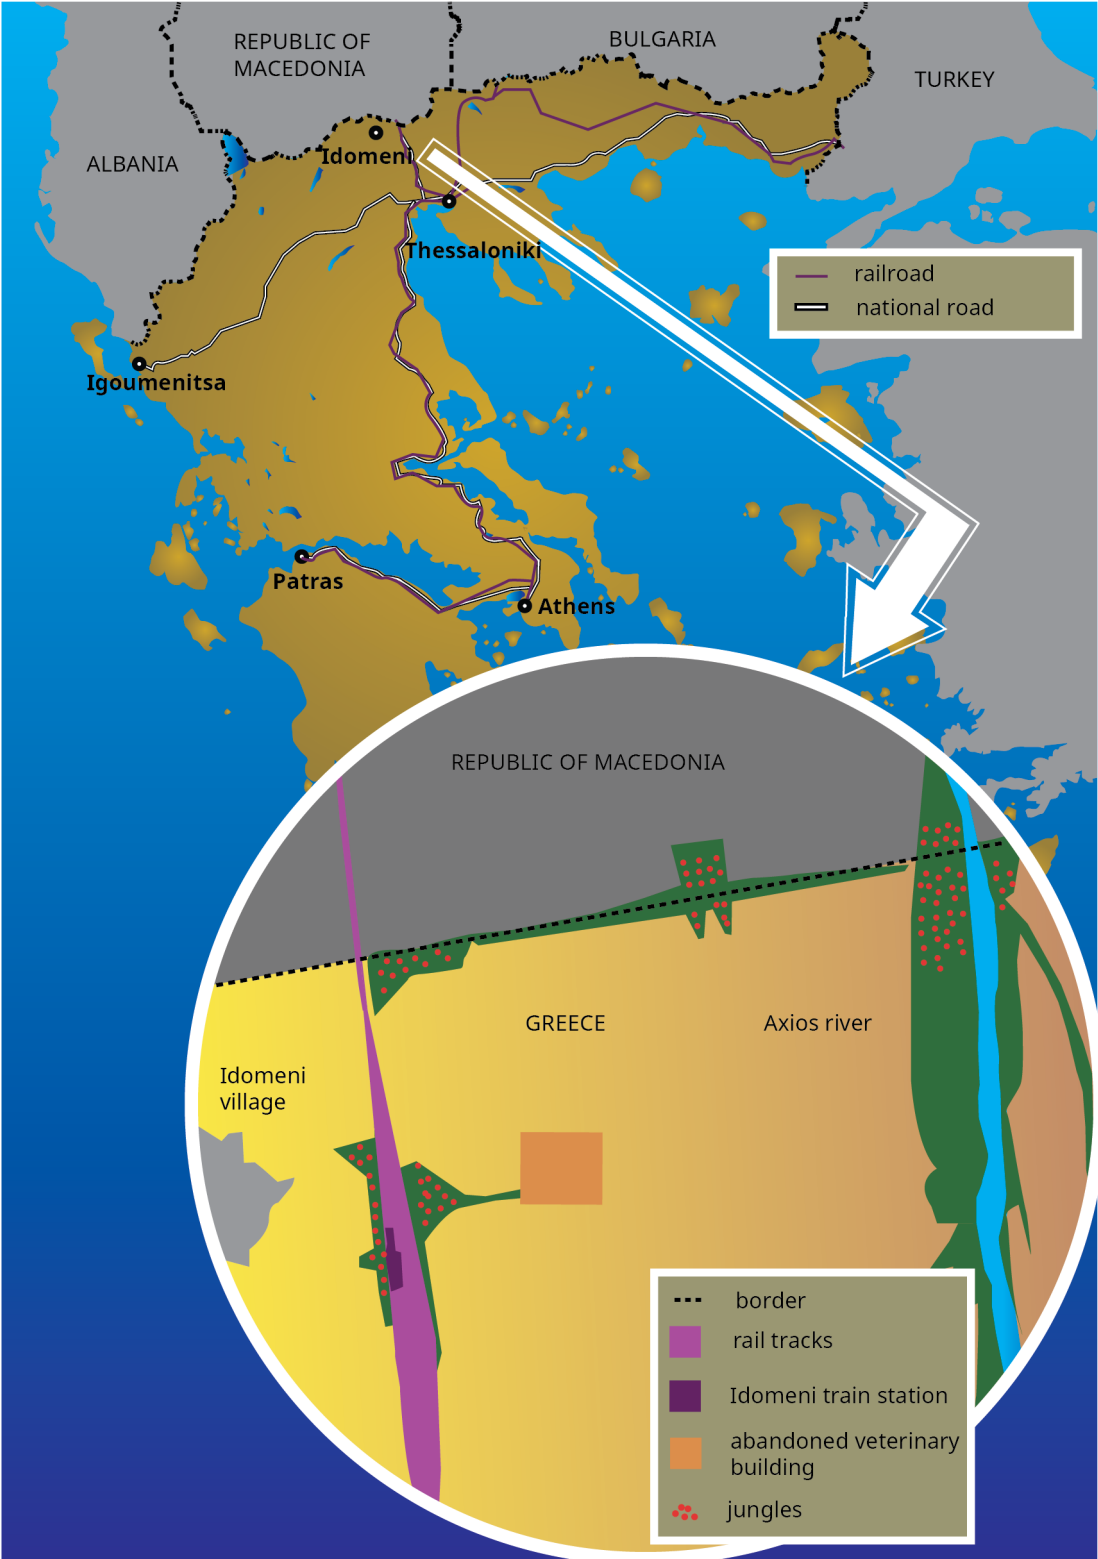 REPUBLIC OF
MACEDONIA
BULGARIA
TURKEY
ALBANIA
Idomeni
Thessaloniki
railroad
national road
Igoumenitsa
Patras
Athens
REPUBLIC OF MACEDONIA
GREECE
Axios river
Idomeni
village
border
rail tracks
Idomeni train station
abandoned veterinary
building
jungles